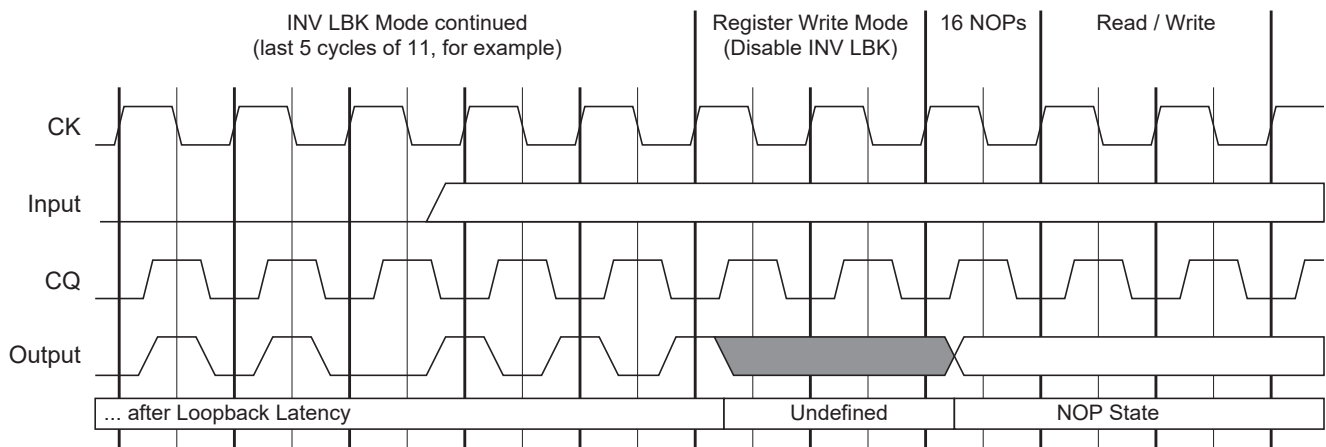 INV LBK Mode continued
(last 5 cycles of 11, for example)
Register Write Mode
(Disable INV LBK)
16 NOPs
Read / Write
CK
Input
CQ
Output
... after Loopback Latency
Undefined
NOP State